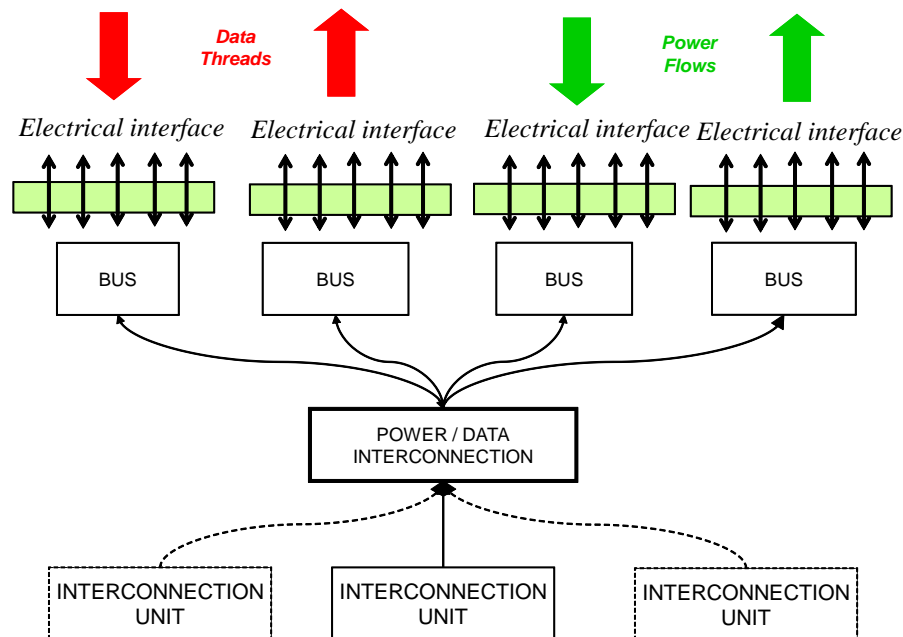 Data
Threads
Power
Flows
Electrical interface
Electrical interface
Electrical interface
Electrical interface
BUS
BUS
BUS
BUS
POWER / DATA
INTERCONNECTION
INTERCONNECTION
UNIT
INTERCONNECTION
UNIT
INTERCONNECTION
UNIT